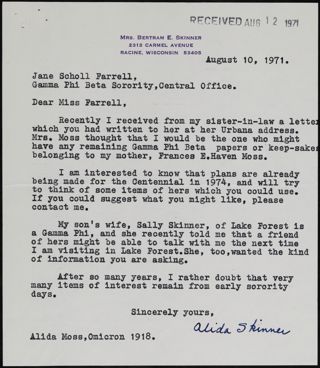 RECEIVED AUG 12 1971
MRS. BERTRAM E. SKINNER
2313 CARMEL AVENUE
RACINE, WISCONSIN 53405
August 10, 1971.
Jane Scholl Farrell,
Gamma Phi Beta Sorority,Central Office.
Dear Miss Farrell,
Recently I received from my sister-in-law a letter
which you had written to her at her Urbana address.
Mrs. Moss thought that I would be the one who might
have any remaining Gamma Phi Beta papers or keep-sakes
belonging to my mother, Frances E.Haven Moss.
I am interested to know that plans are already
being made for the Centennial in 1974, and will try
to think of some items of hers which you could use.
If you could suggest what you might like, please
contact me.
My son's wife, Sally Skinner, of Lake Forest is
a Gamma Phi, and she recently told me that a friend
of hers might be able to talk with me the next time
I am visiting in Lake Forest.She, too,wanted the kind
of information you are asking.
After so many years, I rather doubt that very
many items of interest remain from early sorority
days.
Sincerely yours,
Alida Skinner
Alida Moss,Omicron 1918.